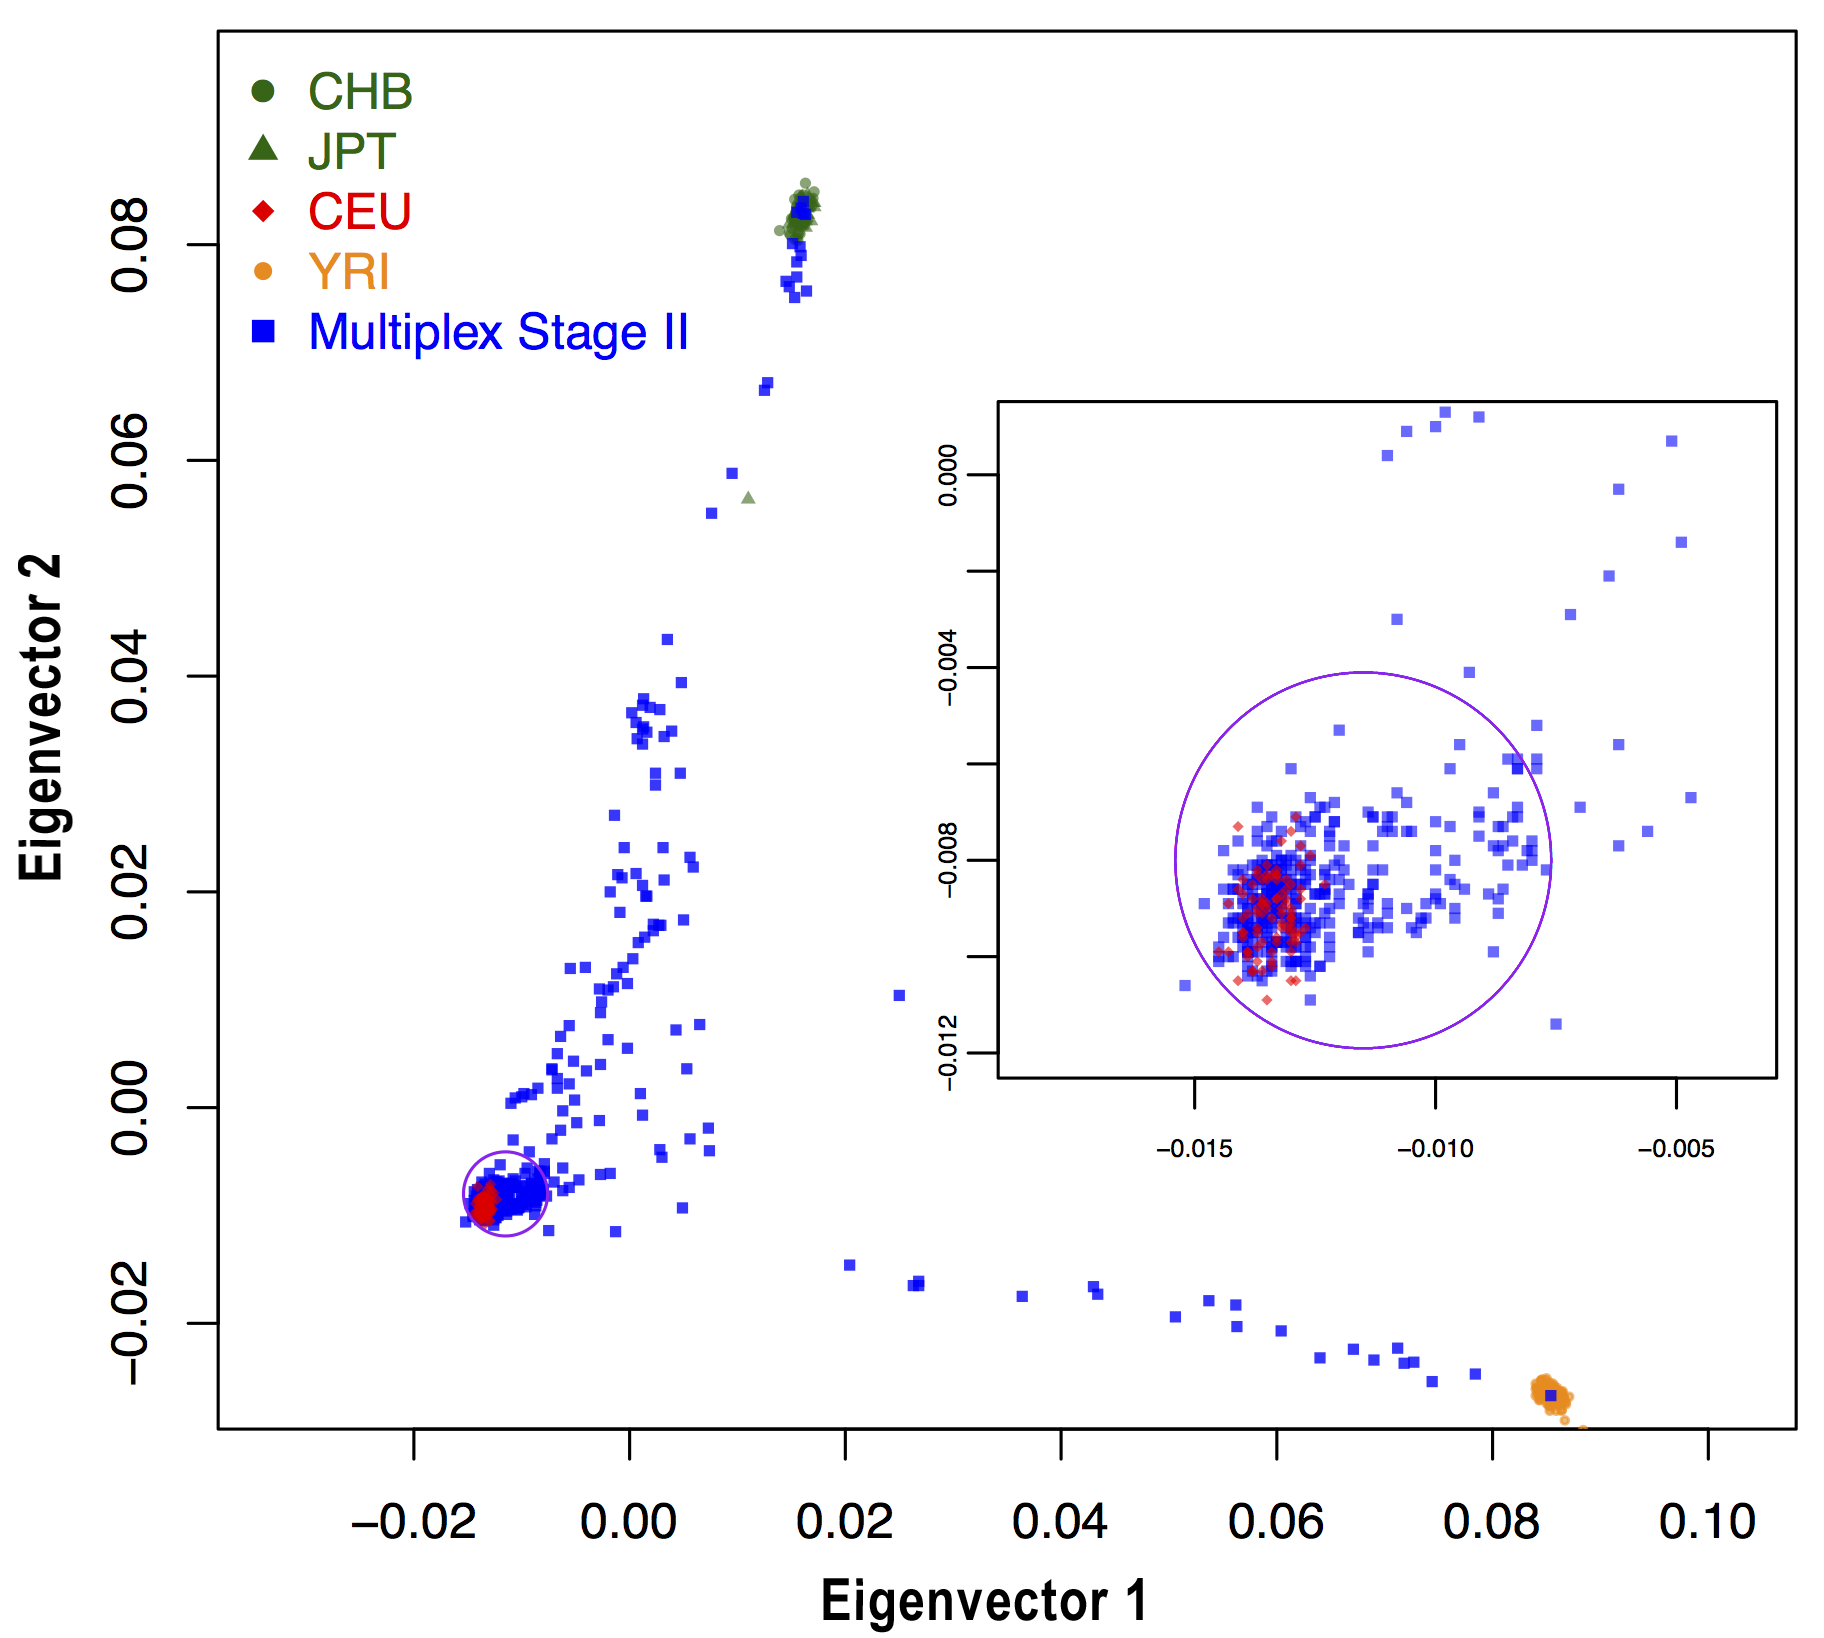 CHB
JPT
CEU
YRI
Multiplex Stage II
Eigenvector 2
0.08
0.06
0.04
0.02
0.00
−0.02
0.000
−0.004
−0.008
−0.012
−0.015 −0.010 −0.005
−0.02 0.00 0.02 0.04 0.06 0.08 0.10
Eigenvector 1